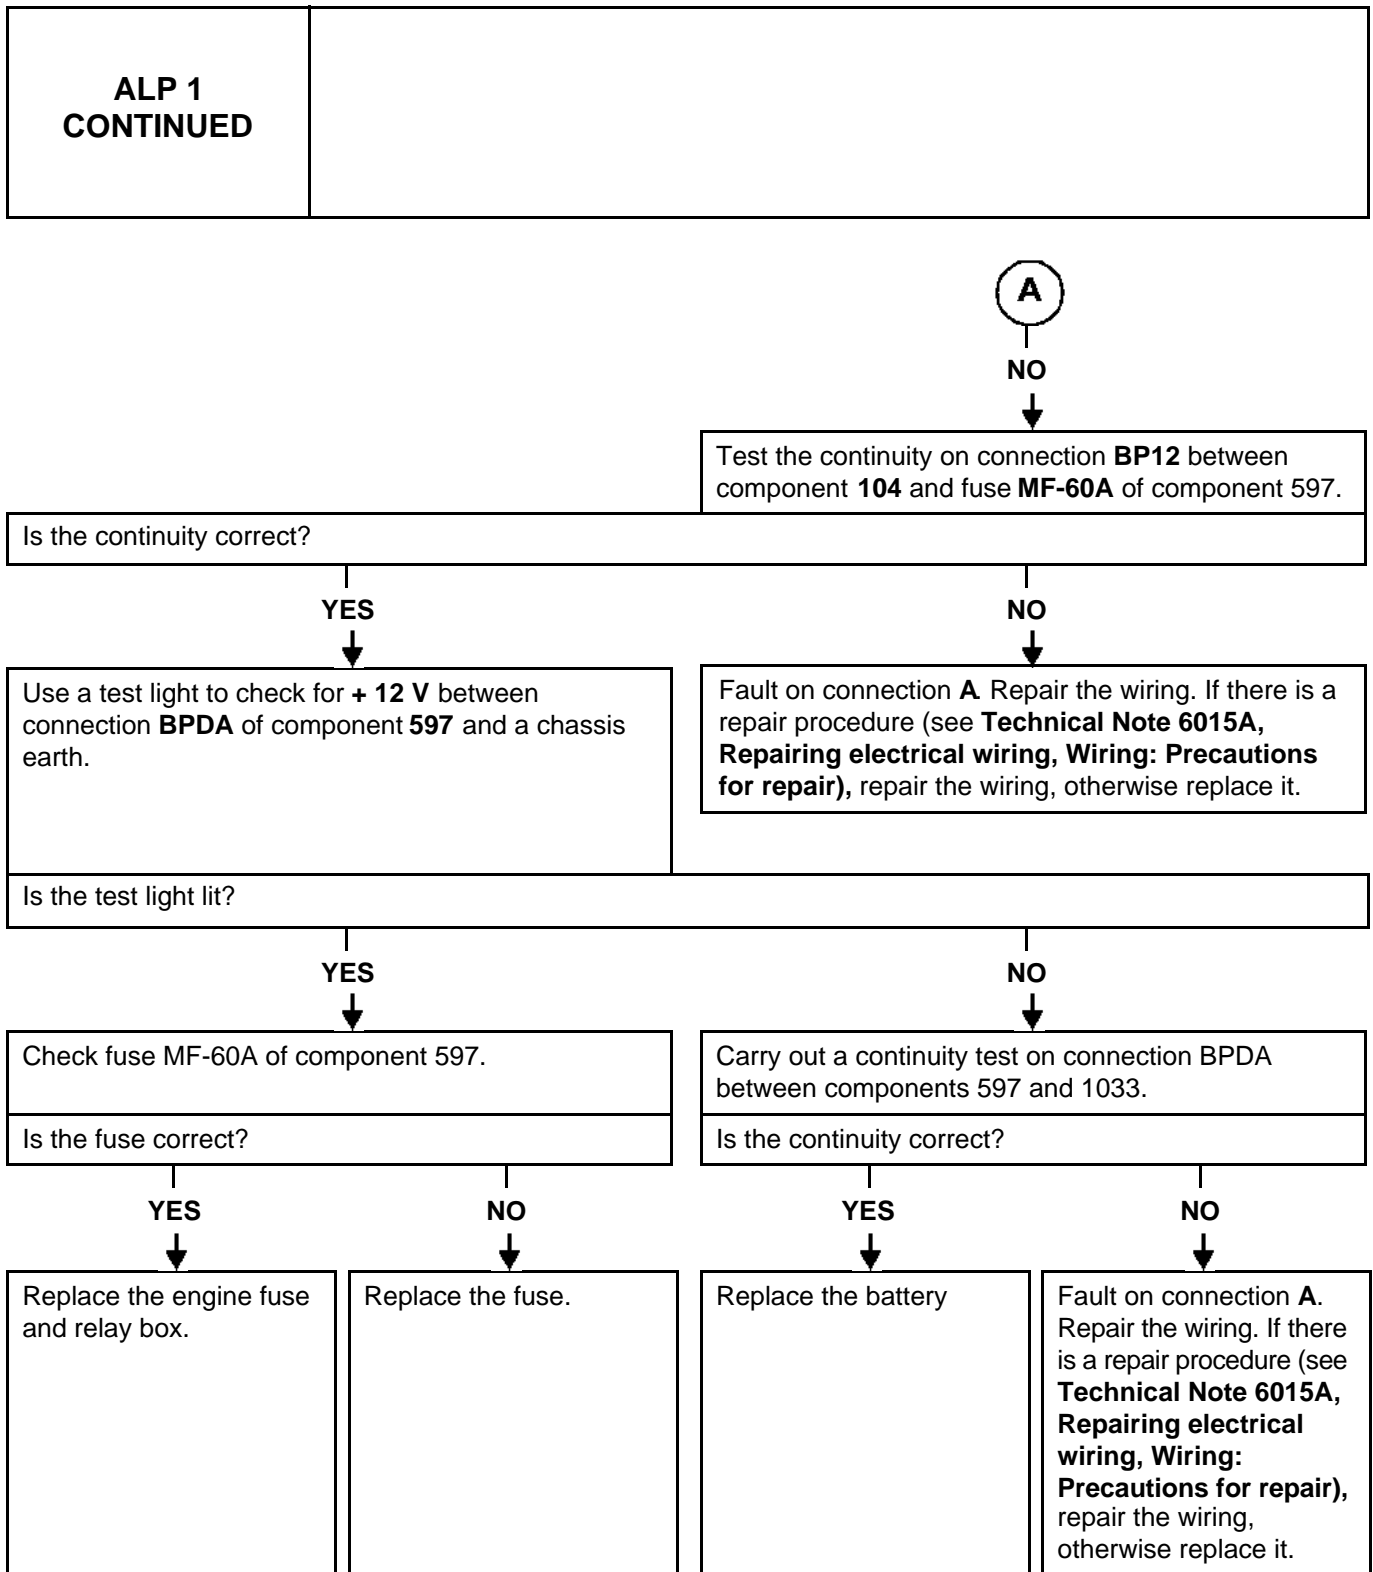 ALP 1
CONTINUED
A
NO
Test the continuity on connection BP12 between
component 104 and fuse MF-60A of component 597.
Is the continuity correct?
YES
NO
Use a test light to check for + 12 V between
connection BPDA of component 597 and a chassis
earth.
Fault on connection A. Repair the wiring. If there is a
repair procedure (see Technical Note 6015A,
Repairing electrical wiring, Wiring: Precautions
for repair), repair the wiring, otherwise replace it.
Is the test light lit?
YES
NO
Check fuse MF-60A of component 597.
Is the fuse correct?
Carry out a continuity test on connection BPDA
between components 597 and 1033.
Is the continuity correct?
YES
NO
YES
NO
Replace the engine fuse
and relay box.
Replace the fuse.
Replace the battery
Fault on connection A.
Repair the wiring. If there
is a repair procedure (see
Technical Note 6015A,
Repairing electrical
wiring, Wiring:
Precautions for repair),
repair the wiring,
otherwise replace it.